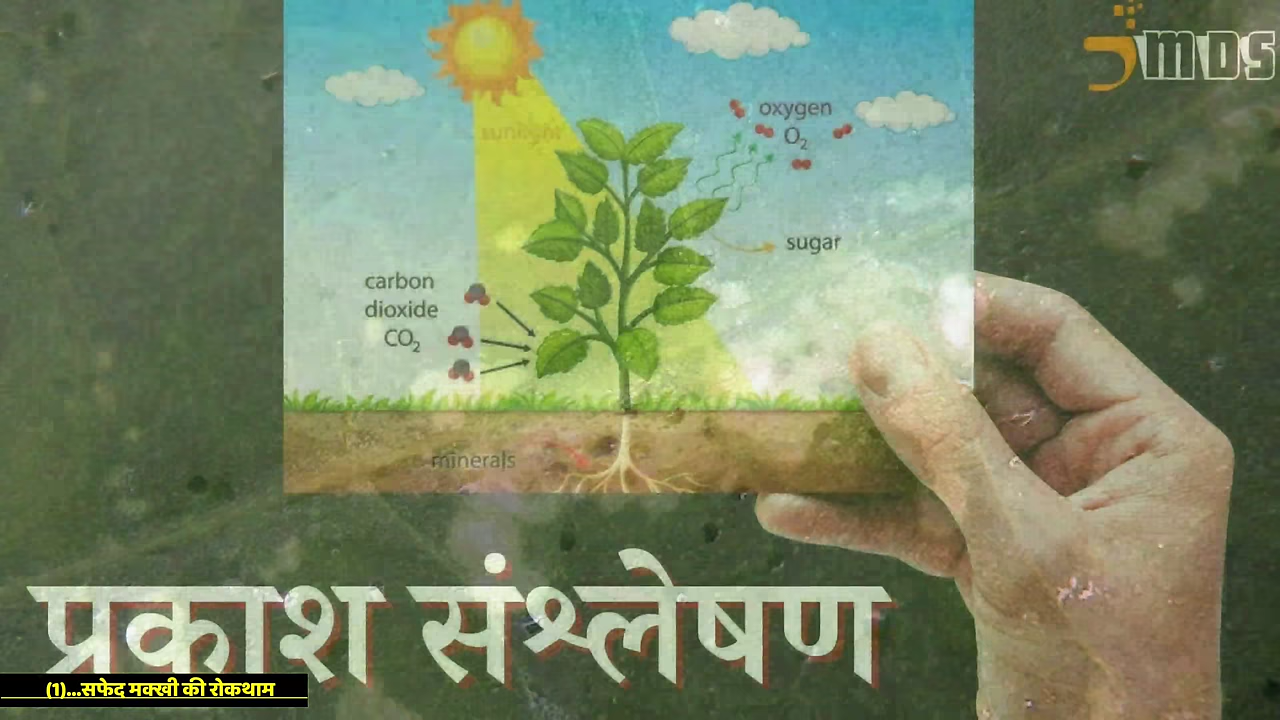 MDS
sunlight
oxygen
O₂
sugar
carbon
dioxide
CO₂
minerals
प्रकाश संश्लेषण
(1)...सफेद मक्खी की रोकथाम